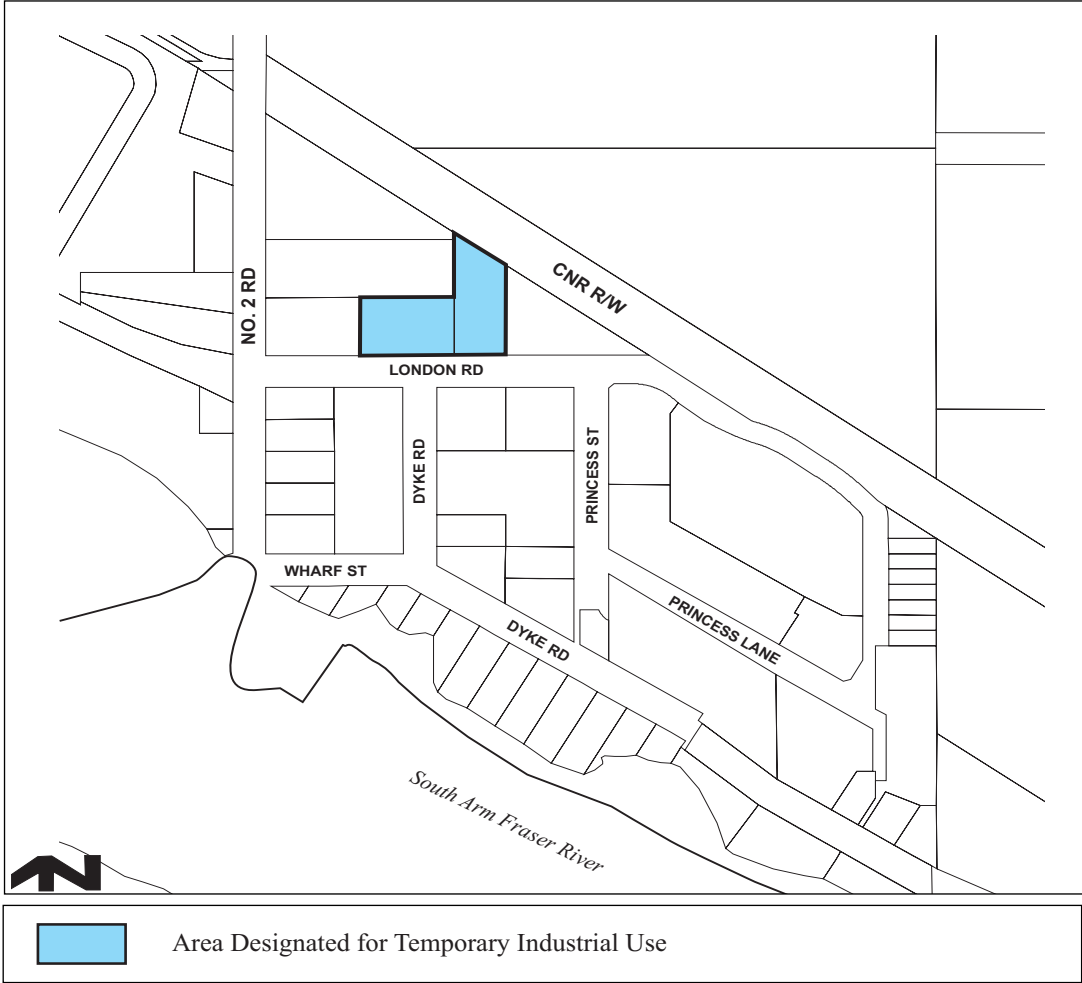 CNR R/W
NO. 2 RD
LONDON RD
DYKE RD
PRINCESS ST
WHARF ST
PRINCESS LANE
DYKE RD
South Arm Fraser River
N
Area Designated for Temporary Industrial Use